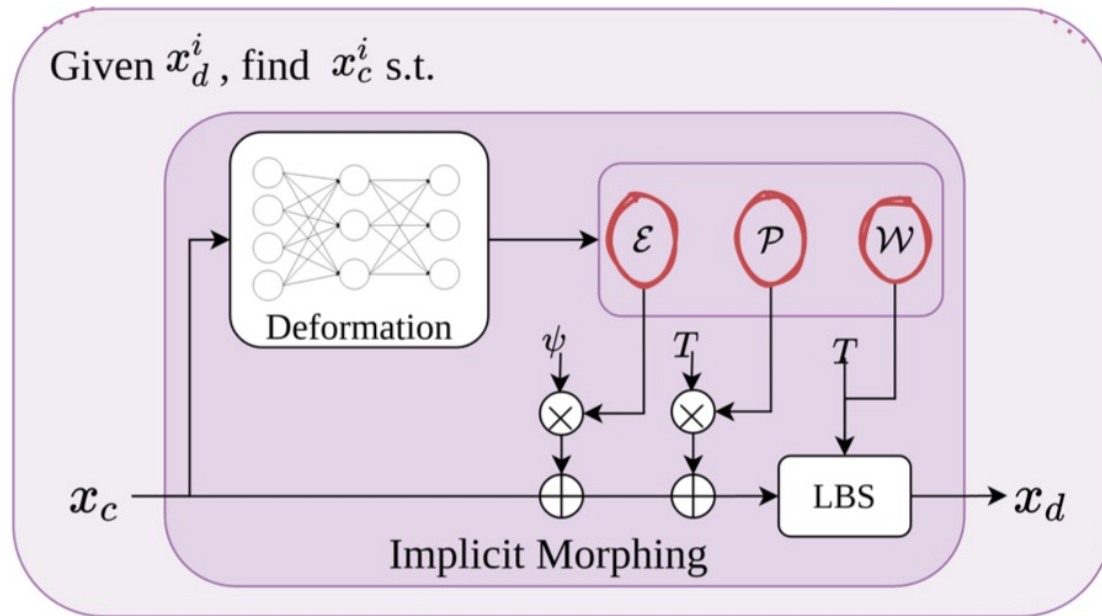 Given x_d^i, find x_c^i s.t.
ℰ 𝒫 𝒲
Deformation
ψ T T
x_c LBS x_d
Implicit Morphing